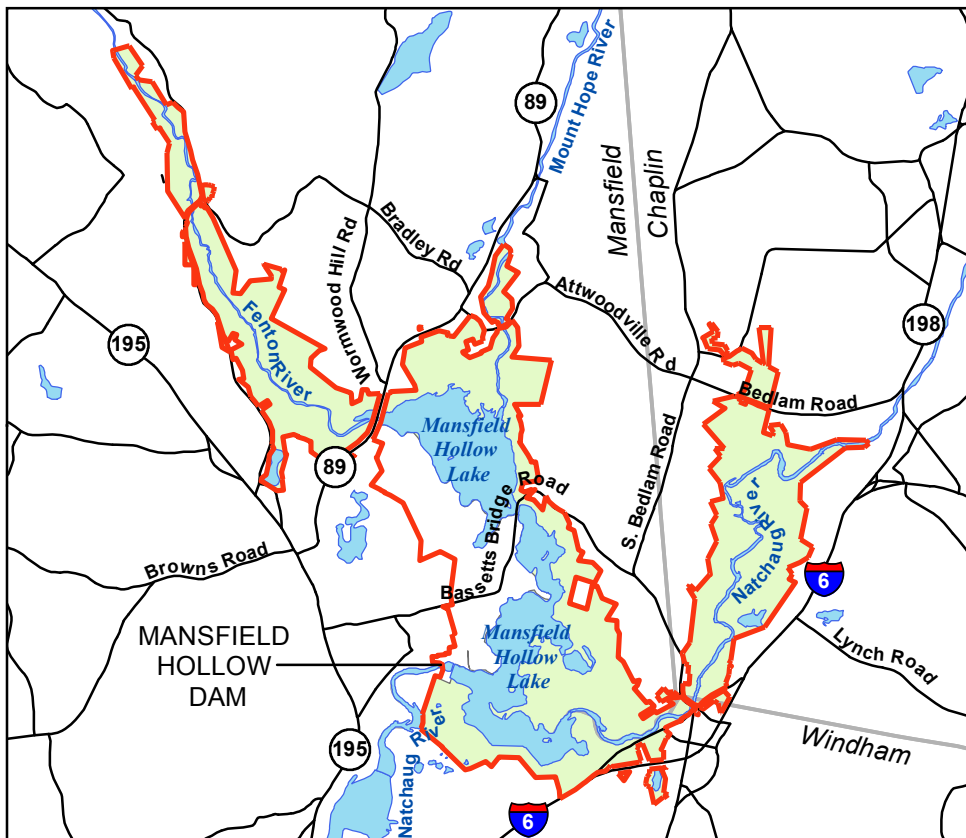 Mount Hope River
89
Mansfield
Chaplin
Bradley Rd
Wormwood Hill Rd
Attwoodville Rd
Fenton River
195
198
Bedlam Road
Mansfield
Hollow
Lake
S. Bedlam Road
89
Bassetts Bridge Road
Natchaug River
Browns Road
6
MANSFIELD
HOLLOW
DAM
Mansfield
Hollow
Lake
Lynch Road
195
Natchaug River
Windham
6